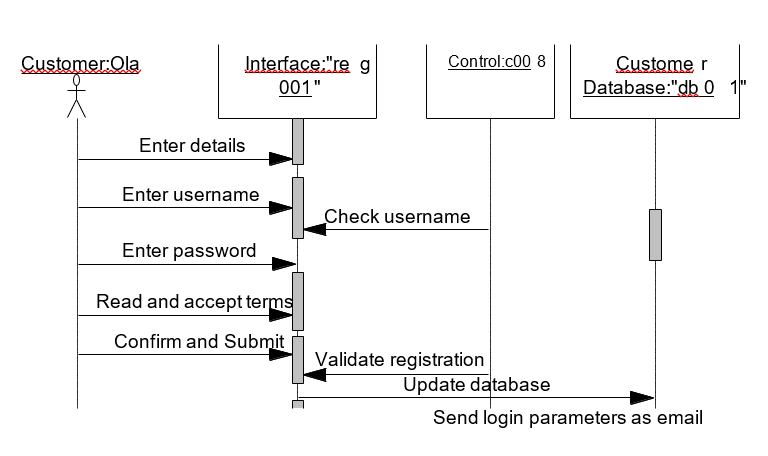 Customer:Ola
Interface:"re g
001"
Control:c00 8
Custome r
Database:"db 0 1"
Enter details
Enter username
Check username
Enter password
Read and accept terms
Confirm and Submit
Validate registration
Update database
Send login parameters as email